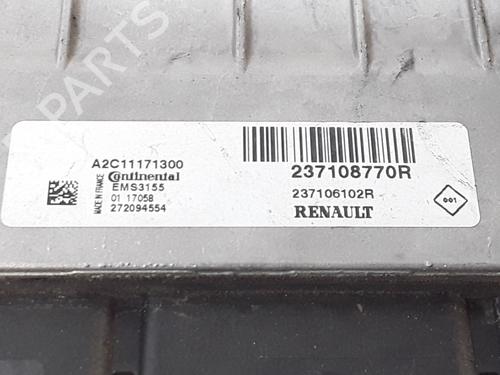 PARTS
A2C11171300
Continental
EMS3155
01 17058
272094554
MADE IN FRANCE
237108770R
237106102R
RENAULT
001